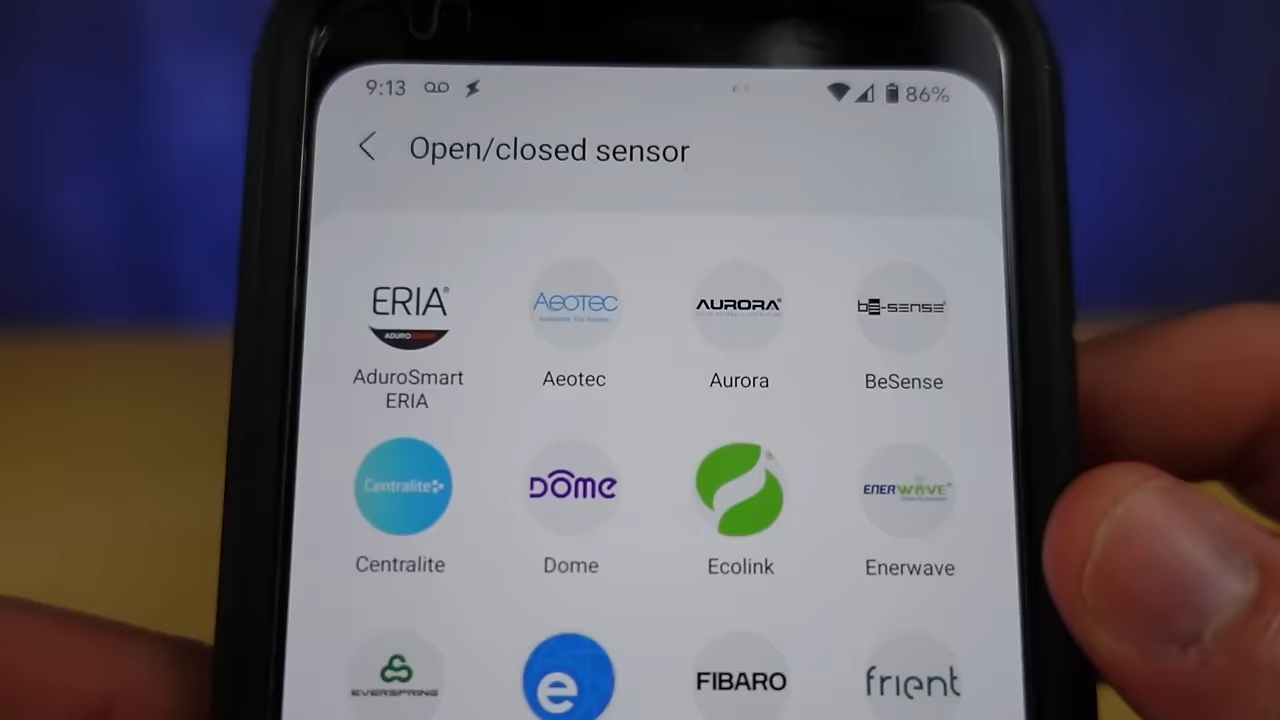 9:13
86%
Open/closed sensor
ERIA®
ADURO
AEOTEC
AURORA®
be-sense
AduroSmart
ERIA
Aeotec
Aurora
BeSense
Centralite
DOME
ENERWAVE
Centralite
Dome
Ecolink
Enerwave
EVERSPRING
e
FIBARO
frient